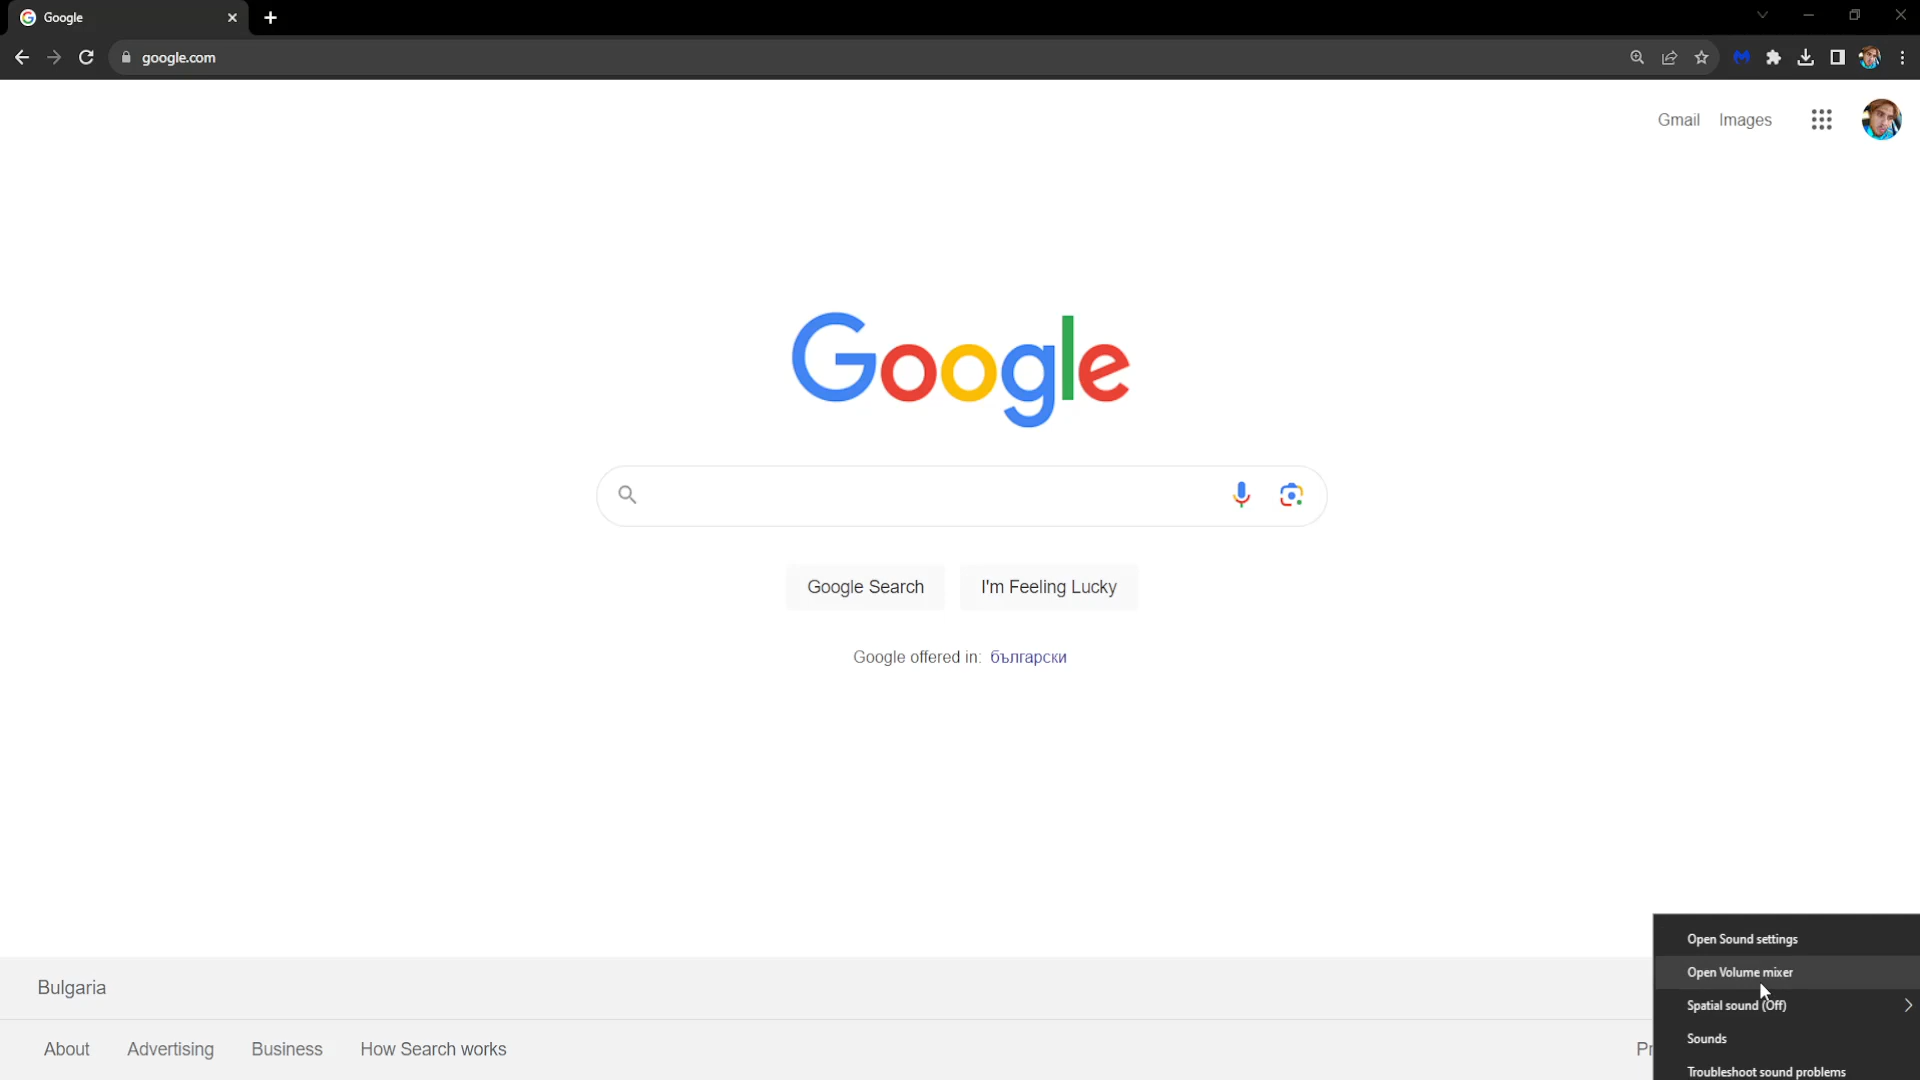 Google
google.com
Gmail Images
Google
Google Search I'm Feeling Lucky
Google offered in: български
Open Sound settings
Open Volume mixer
Spatial sound (Off)
Sounds
Troubleshoot sound problems
Bulgaria
About Advertising Business How Search works